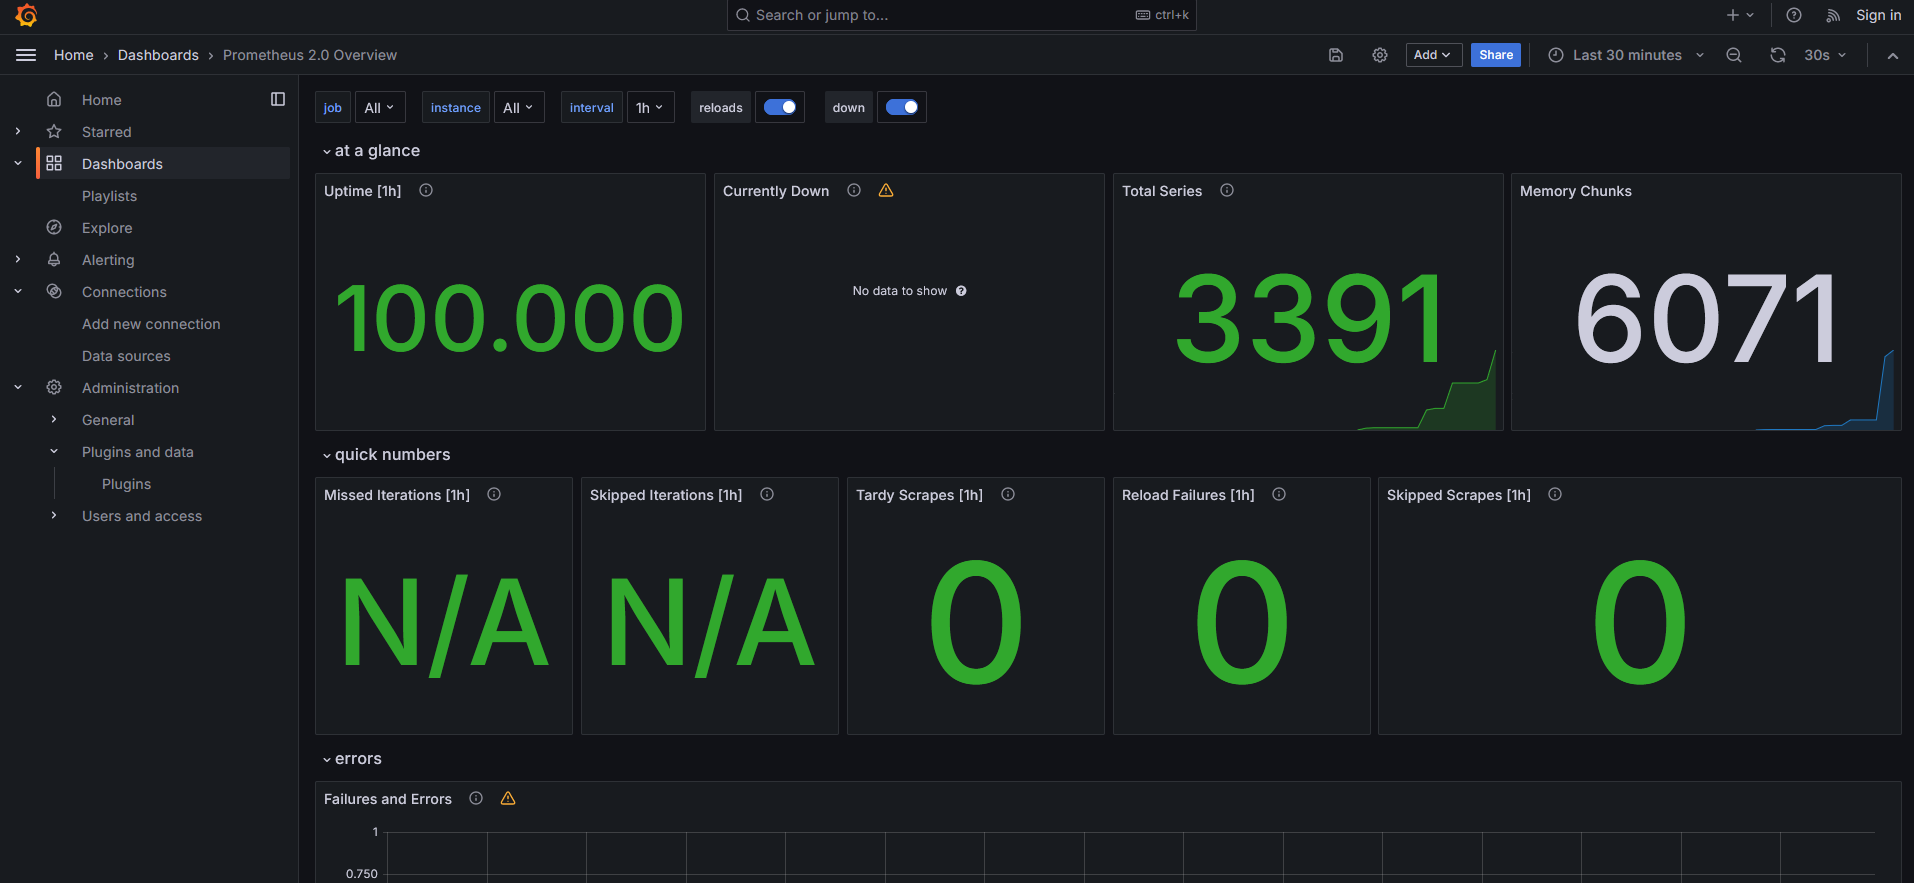 Search or jump to... ctrl+k Sign in
Home › Dashboards › Prometheus 2.0 Overview Add Share Last 30 minutes 30s
Home
Starred
Dashboards
Playlists
Explore
Alerting
Connections
Add new connection
Data sources
Administration
General
Plugins and data
Plugins
Users and access
job All instance All interval 1h reloads down
at a glance
Uptime [1h]
100.000
Currently Down
No data to show
Total Series
3391
Memory Chunks
6071
quick numbers
Missed Iterations [1h]
N/A
Skipped Iterations [1h]
N/A
Tardy Scrapes [1h]
0
Reload Failures [1h]
0
Skipped Scrapes [1h]
0
errors
Failures and Errors
1
0.750